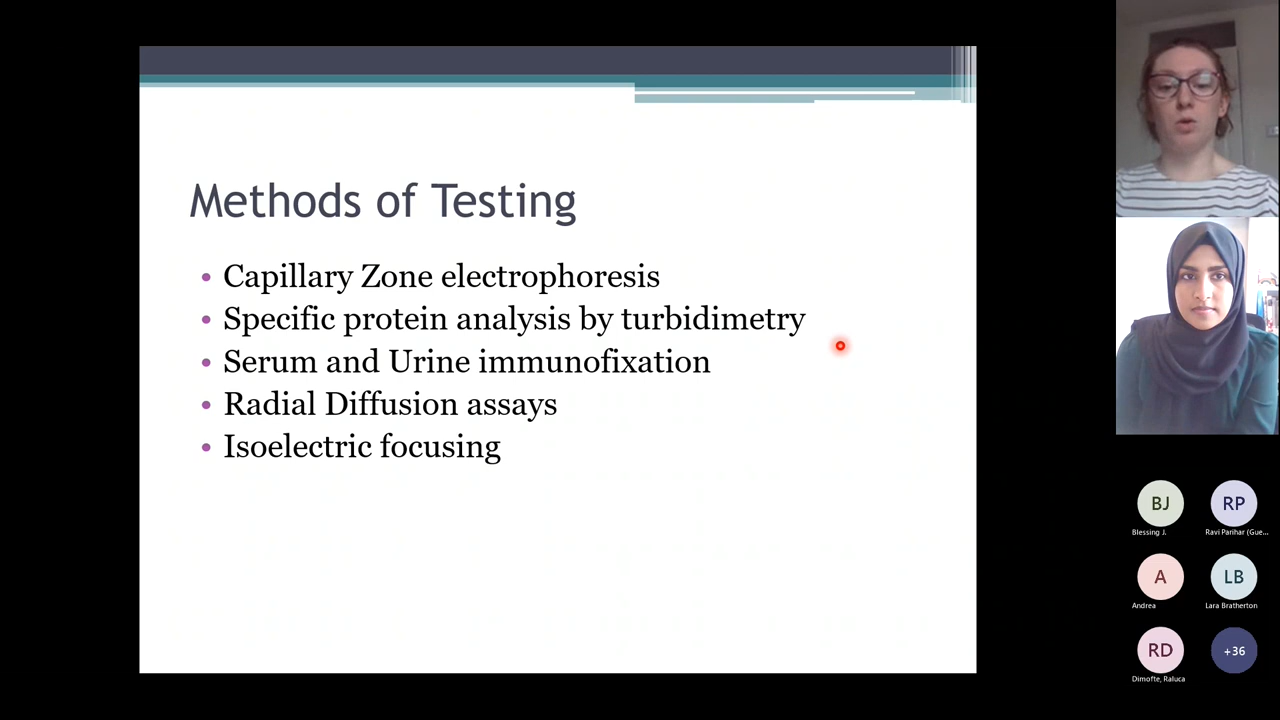 Methods of Testing
• Capillary Zone electrophoresis
• Specific protein analysis by turbidimetry
• Serum and Urine immunofixation
• Radial Diffusion assays
• Isoelectric focusing
BJ
RP
Blessing J.
Ravi Parihar (Gue...
A
LB
Andrea
Lara Bratherton
RD
+36
Dimofte, Raluca